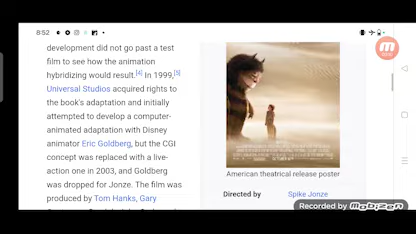 8:52
development did not go past a test
film to see how the animation
hybridizing would result.[4] In 1999,[5]
Universal Studios acquired rights to
the book's adaptation and initially
attempted to develop a computer-
animated adaptation with Disney
animator Eric Goldberg, but the CGI
concept was replaced with a live-
action one in 2003, and Goldberg
was dropped for Jonze. The film was
produced by Tom Hanks, Gary
American theatrical release poster
Directed by Spike Jonze
Recorded by Mobizen